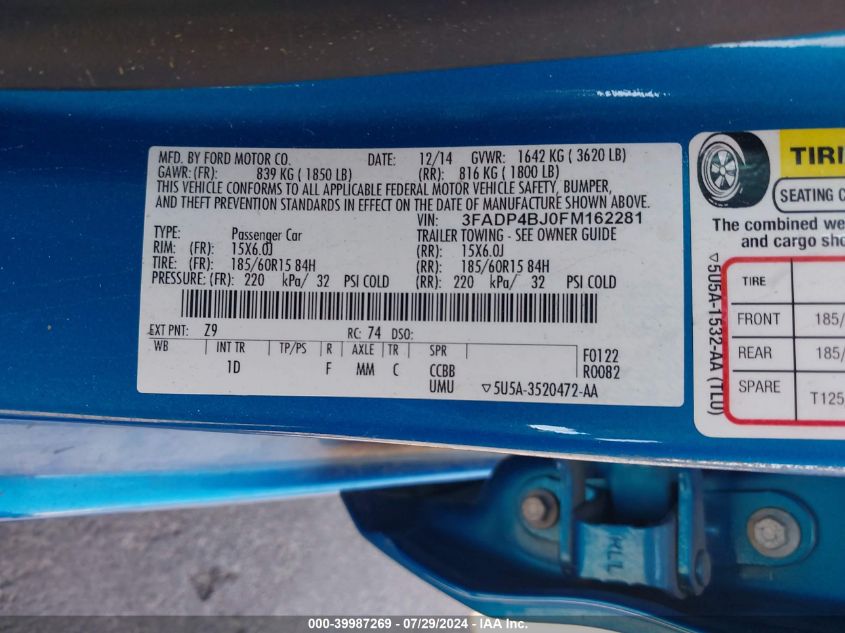 MFD. BY FORD MOTOR CO. DATE: 12/14 GVWR: 1642 KG ( 3620 LB)
GAWR: (FR): 839 KG ( 1850 LB) (RR): 816 KG ( 1800 LB)
THIS VEHICLE CONFORMS TO ALL APPLICABLE FEDERAL MOTOR VEHICLE SAFETY, BUMPER,
AND THEFT PREVENTION STANDARDS IN EFFECT ON THE DATE OF MANUFACTURE SHOWN ABOVE.
VIN: 3FADP4BJ0FM162281
TYPE: Passenger Car TRAILER TOWING - SEE OWNER GUIDE
RIM: (FR): 15X6.0J (RR): 15X6.0J
TIRE: (FR): 185/60R15 84H (RR): 185/60R15 84H
PRESSURE: (FR): 220 kPa/ 32 PSI COLD (RR): 220 kPa/ 32 PSI COLD
EXT PNT: Z9 RC: 74 DSO:
WB INT TR TP/PS R AXLE TR SPR F0122
1D F MM C CCBB R0082
UMU ▽5U5A-3520472-AA
TIRI
SEATING C
The combined we
and cargo sho
▽5U5A-1532-AA (TL0)
TIRE
FRONT 185/
REAR 185/
SPARE T125
000-39987269 - 07/29/2024 - IAA Inc.